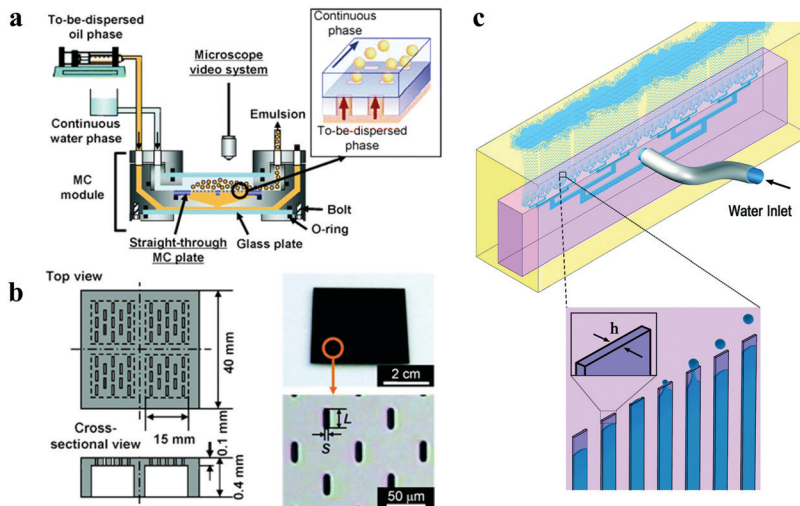 a
To-be-dispersed
oil phase
Continuous
water phase
Microscope
video system
Emulsion
Continuous
phase
To-be-dispersed
phase
MC
module
Straight-through
MC plate
Glass plate
Bolt
O-ring
b
Top view
40 mm
15 mm
Cross-
sectional view
0.1 mm
0.4 mm
2 cm
L
S
50 μm
c
Water Inlet
h